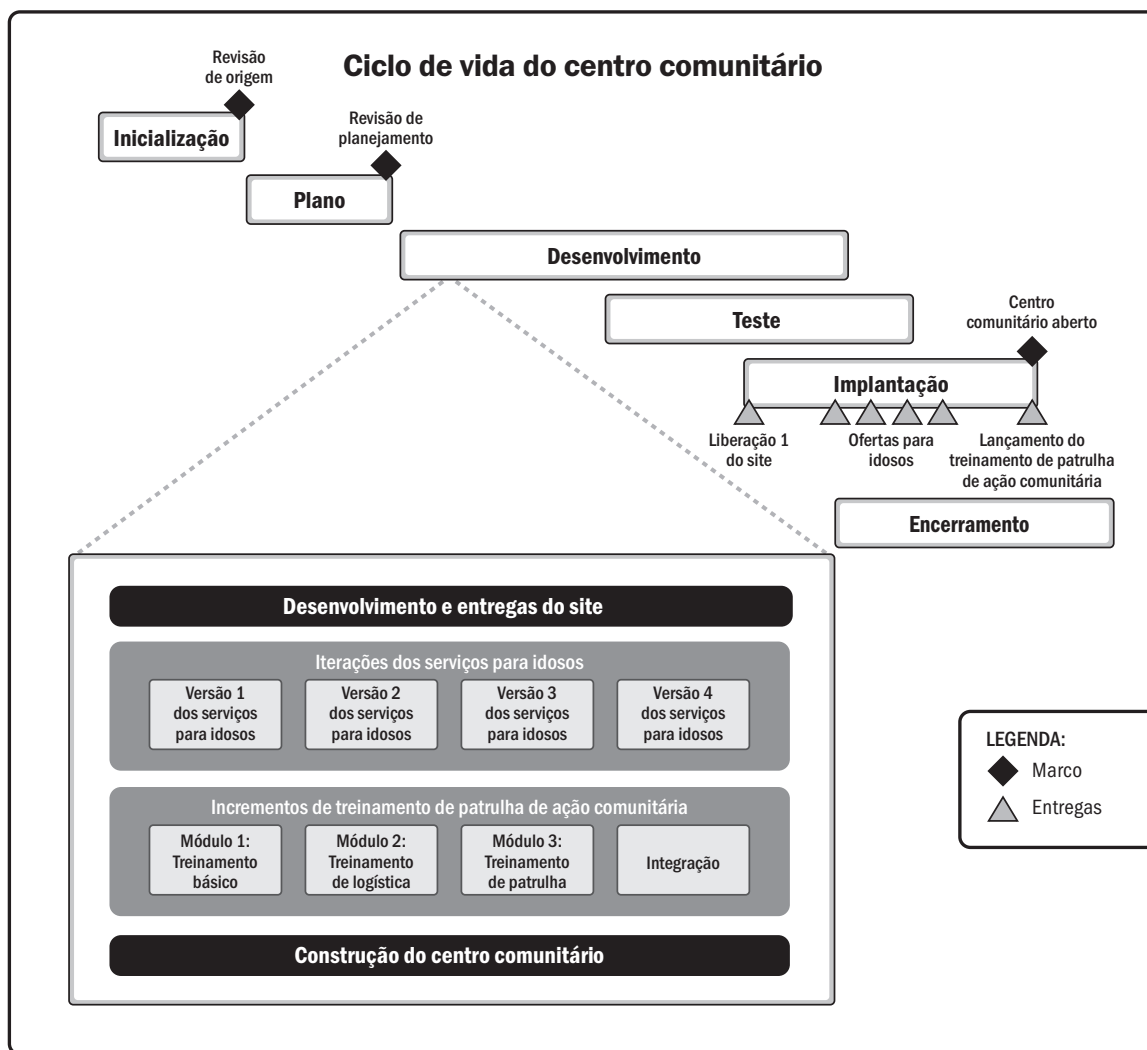 Ciclo de vida do centro comunitário
Revisão
de origem
Inicialização
Revisão de
planejamento
Plano
Desenvolvimento
Teste
Centro
comunitário aberto
Implantação
Liberação 1
do site
Ofertas para
idosos
Lançamento do
treinamento de patrulha
de ação comunitária
Encerramento
Desenvolvimento e entregas do site
Iterações dos serviços para idosos
Versão 1
dos serviços
para idosos
Versão 2
dos serviços
para idosos
Versão 3
dos serviços
para idosos
Versão 4
dos serviços
para idosos
Incrementos de treinamento de patrulha de ação comunitária
Módulo 1:
Treinamento
básico
Módulo 2:
Treinamento
de logística
Módulo 3:
Treinamento
de patrulha
Integração
Construção do centro comunitário
LEGENDA:
Marco
Entregas